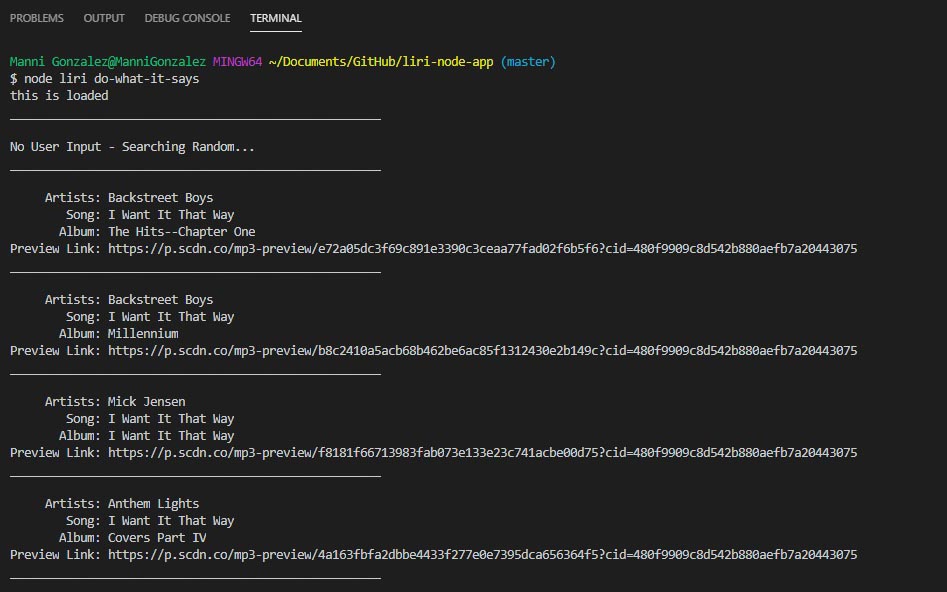 PROBLEMS OUTPUT DEBUG CONSOLE TERMINAL
Manni Gonzalez@ManniGonzalez MINGW64 ~/Documents/GitHub/liri-node-app (master)
$ node liri do-what-it-says
this is loaded
_____________________________________________________
No User Input - Searching Random...
_____________________________________________________
Artists: Backstreet Boys
Song: I Want It That Way
Album: The Hits--Chapter One
Preview Link: https://p.scdn.co/mp3-preview/e72a05dc3f69c891e3390c3ceaa77fad02f6b5f6?cid=480f9909c8d542b880aefb7a20443075
_____________________________________________________
Artists: Backstreet Boys
Song: I Want It That Way
Album: Millennium
Preview Link: https://p.scdn.co/mp3-preview/b8c2410a5acb68b462be6ac85f1312430e2b149c?cid=480f9909c8d542b880aefb7a20443075
_____________________________________________________
Artists: Mick Jensen
Song: I Want It That Way
Album: I Want It That Way
Preview Link: https://p.scdn.co/mp3-preview/f8181f66713983fab073e133e23c741acbe00d75?cid=480f9909c8d542b880aefb7a20443075
_____________________________________________________
Artists: Anthem Lights
Song: I Want It That Way
Album: Covers Part IV
Preview Link: https://p.scdn.co/mp3-preview/4a163fbfa2dbbe4433f277e0e7395dca656364f5?cid=480f9909c8d542b880aefb7a20443075
_____________________________________________________